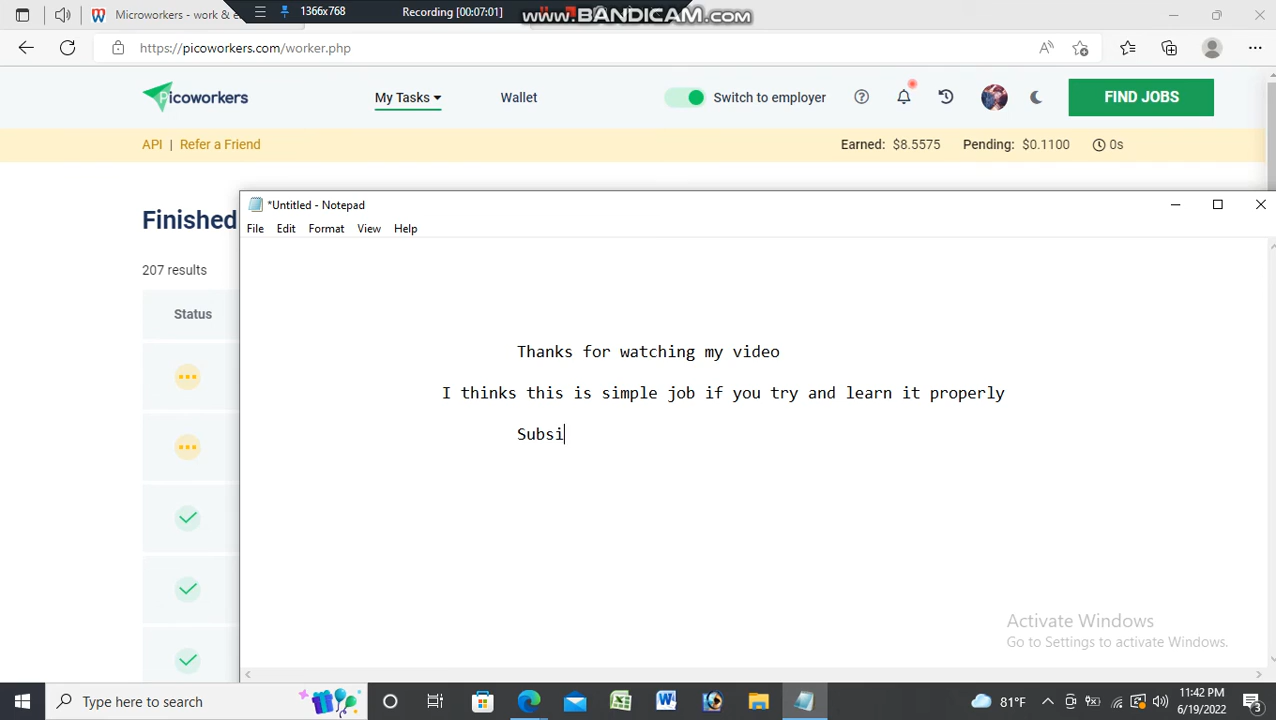 Microworkers - work & e
1366x768
Recording [00:07:01]
www.BANDICAM.com
https://picoworkers.com/worker.php
Picoworkers
My Tasks
Wallet
Switch to employer
FIND JOBS
API | Refer a Friend
Earned: $8.5575
Pending: $0.1100
0s
Finished
207 results
Status
*Untitled - Notepad
File
Edit
Format
View
Help
Thanks for watching my video
I thinks this is simple job if you try and learn it properly
Subsi
Activate Windows
Go to Settings to activate Windows.
Type here to search
81°F
11:42 PM
6/19/2022
3